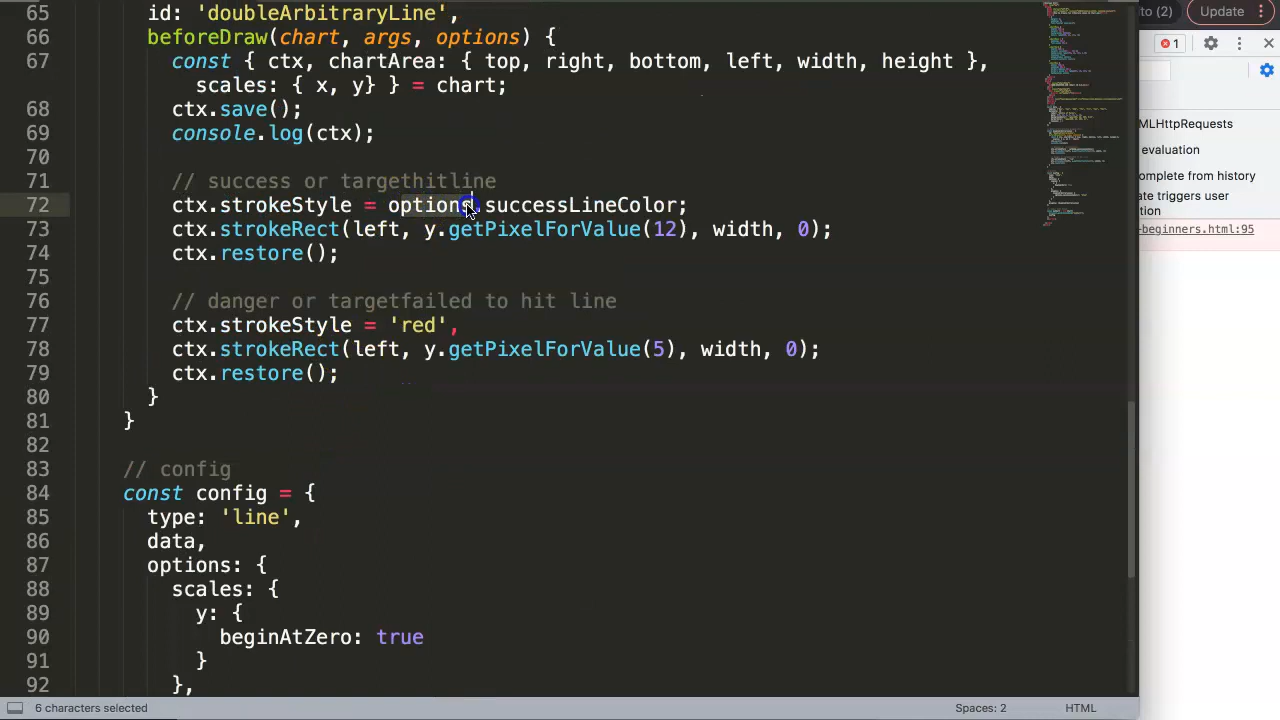 65 id: 'doubleArbitraryLine',
66 beforeDraw(chart, args, options) {
67 const { ctx, chartArea: { top, right, bottom, left, width, height },
scales: { x, y} } = chart;
68 ctx.save();
69 console.log(ctx);
70
71 // success or targethitline
72 ctx.strokeStyle = options.successLineColor;
73 ctx.strokeRect(left, y.getPixelForValue(12), width, 0);
74 ctx.restore();
75
76 // danger or targetfailed to hit line
77 ctx.strokeStyle = 'red',
78 ctx.strokeRect(left, y.getPixelForValue(5), width, 0);
79 ctx.restore();
80 }
81 }
82
83 // config
84 const config = {
85 type: 'line',
86 data,
87 options: {
88 scales: {
89 y: {
90 beginAtZero: true
91 }
92 },
6 characters selected
Spaces: 2
HTML
ito (2)
Update
1
MLHttpRequests
evaluation
omplete from history
ate triggers user
tion
-beginners.html:95